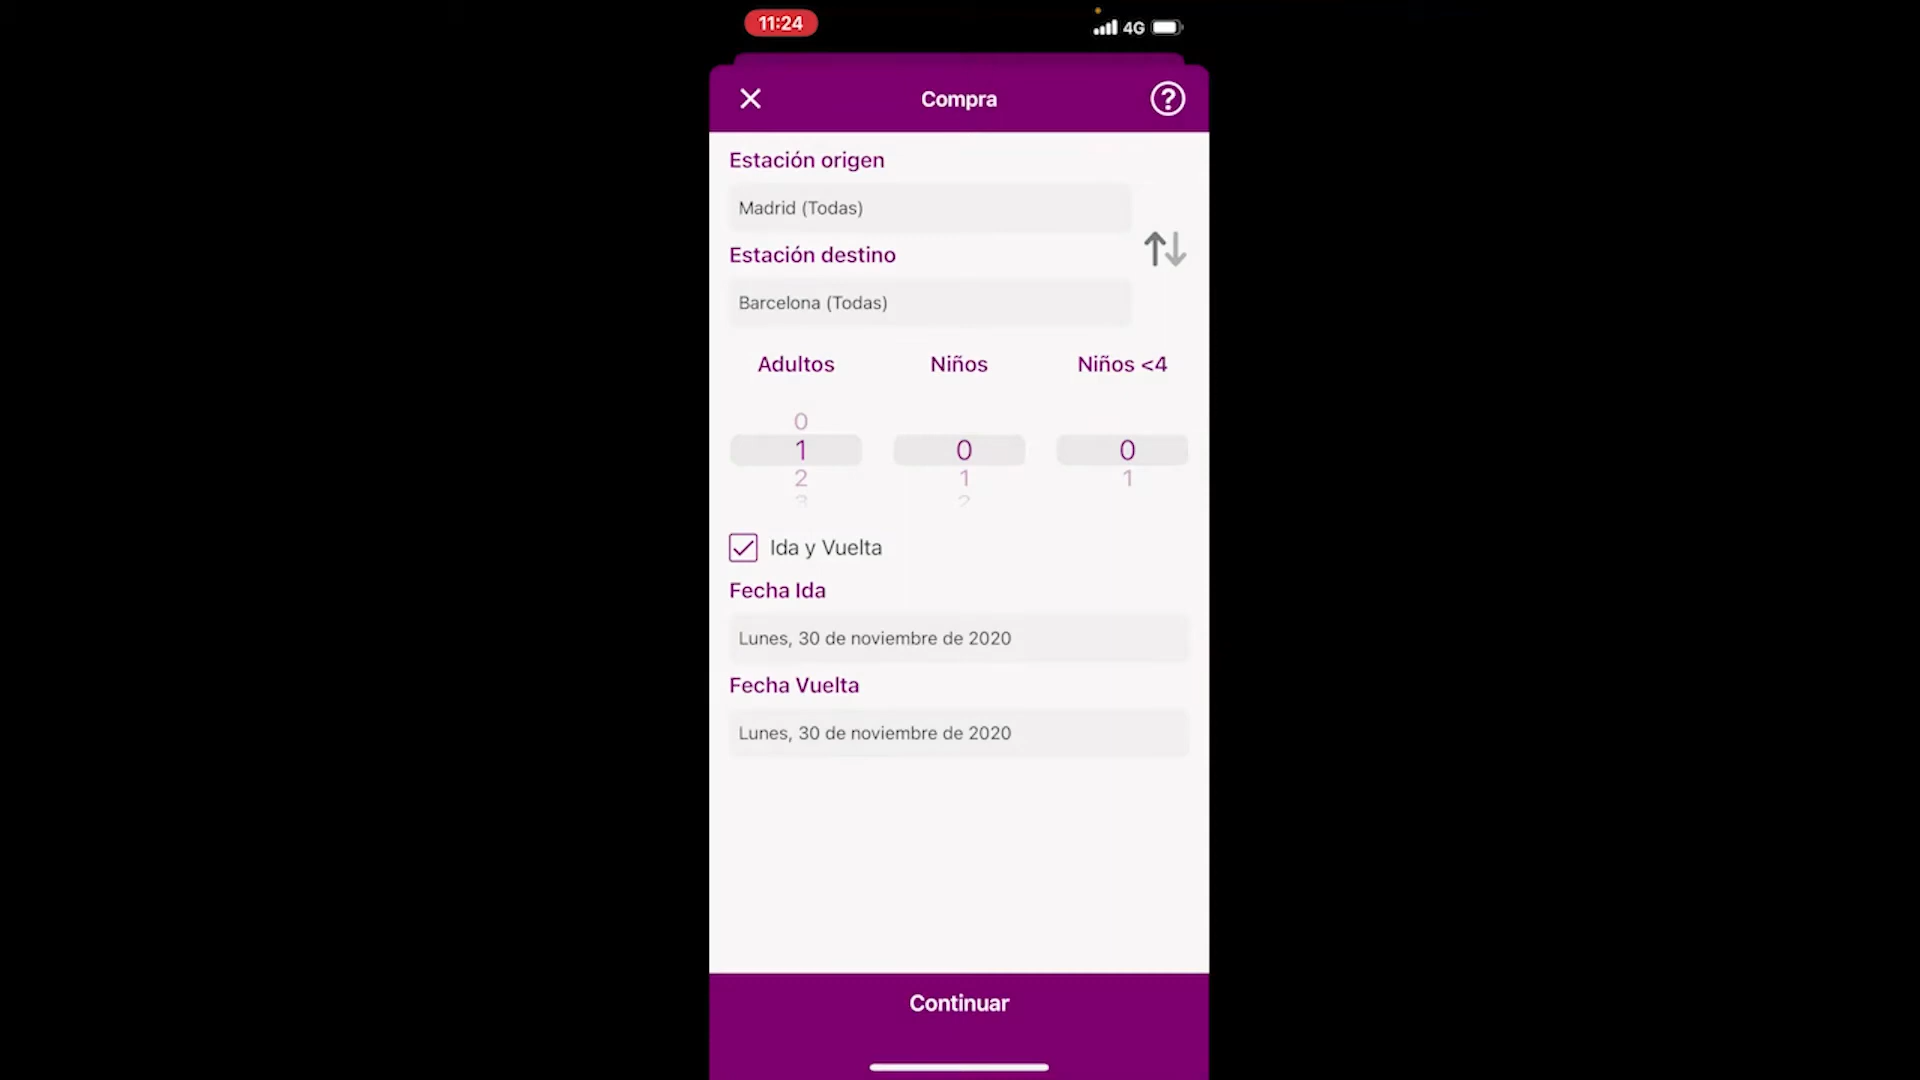 11:24
4G
Compra
?
Estación origen
Madrid (Todas)
Estación destino
Barcelona (Todas)
Adultos Niños Niños <4
0
1 0 0
2 1 1
3 2
Ida y Vuelta
Fecha Ida
Lunes, 30 de noviembre de 2020
Fecha Vuelta
Lunes, 30 de noviembre de 2020
Continuar